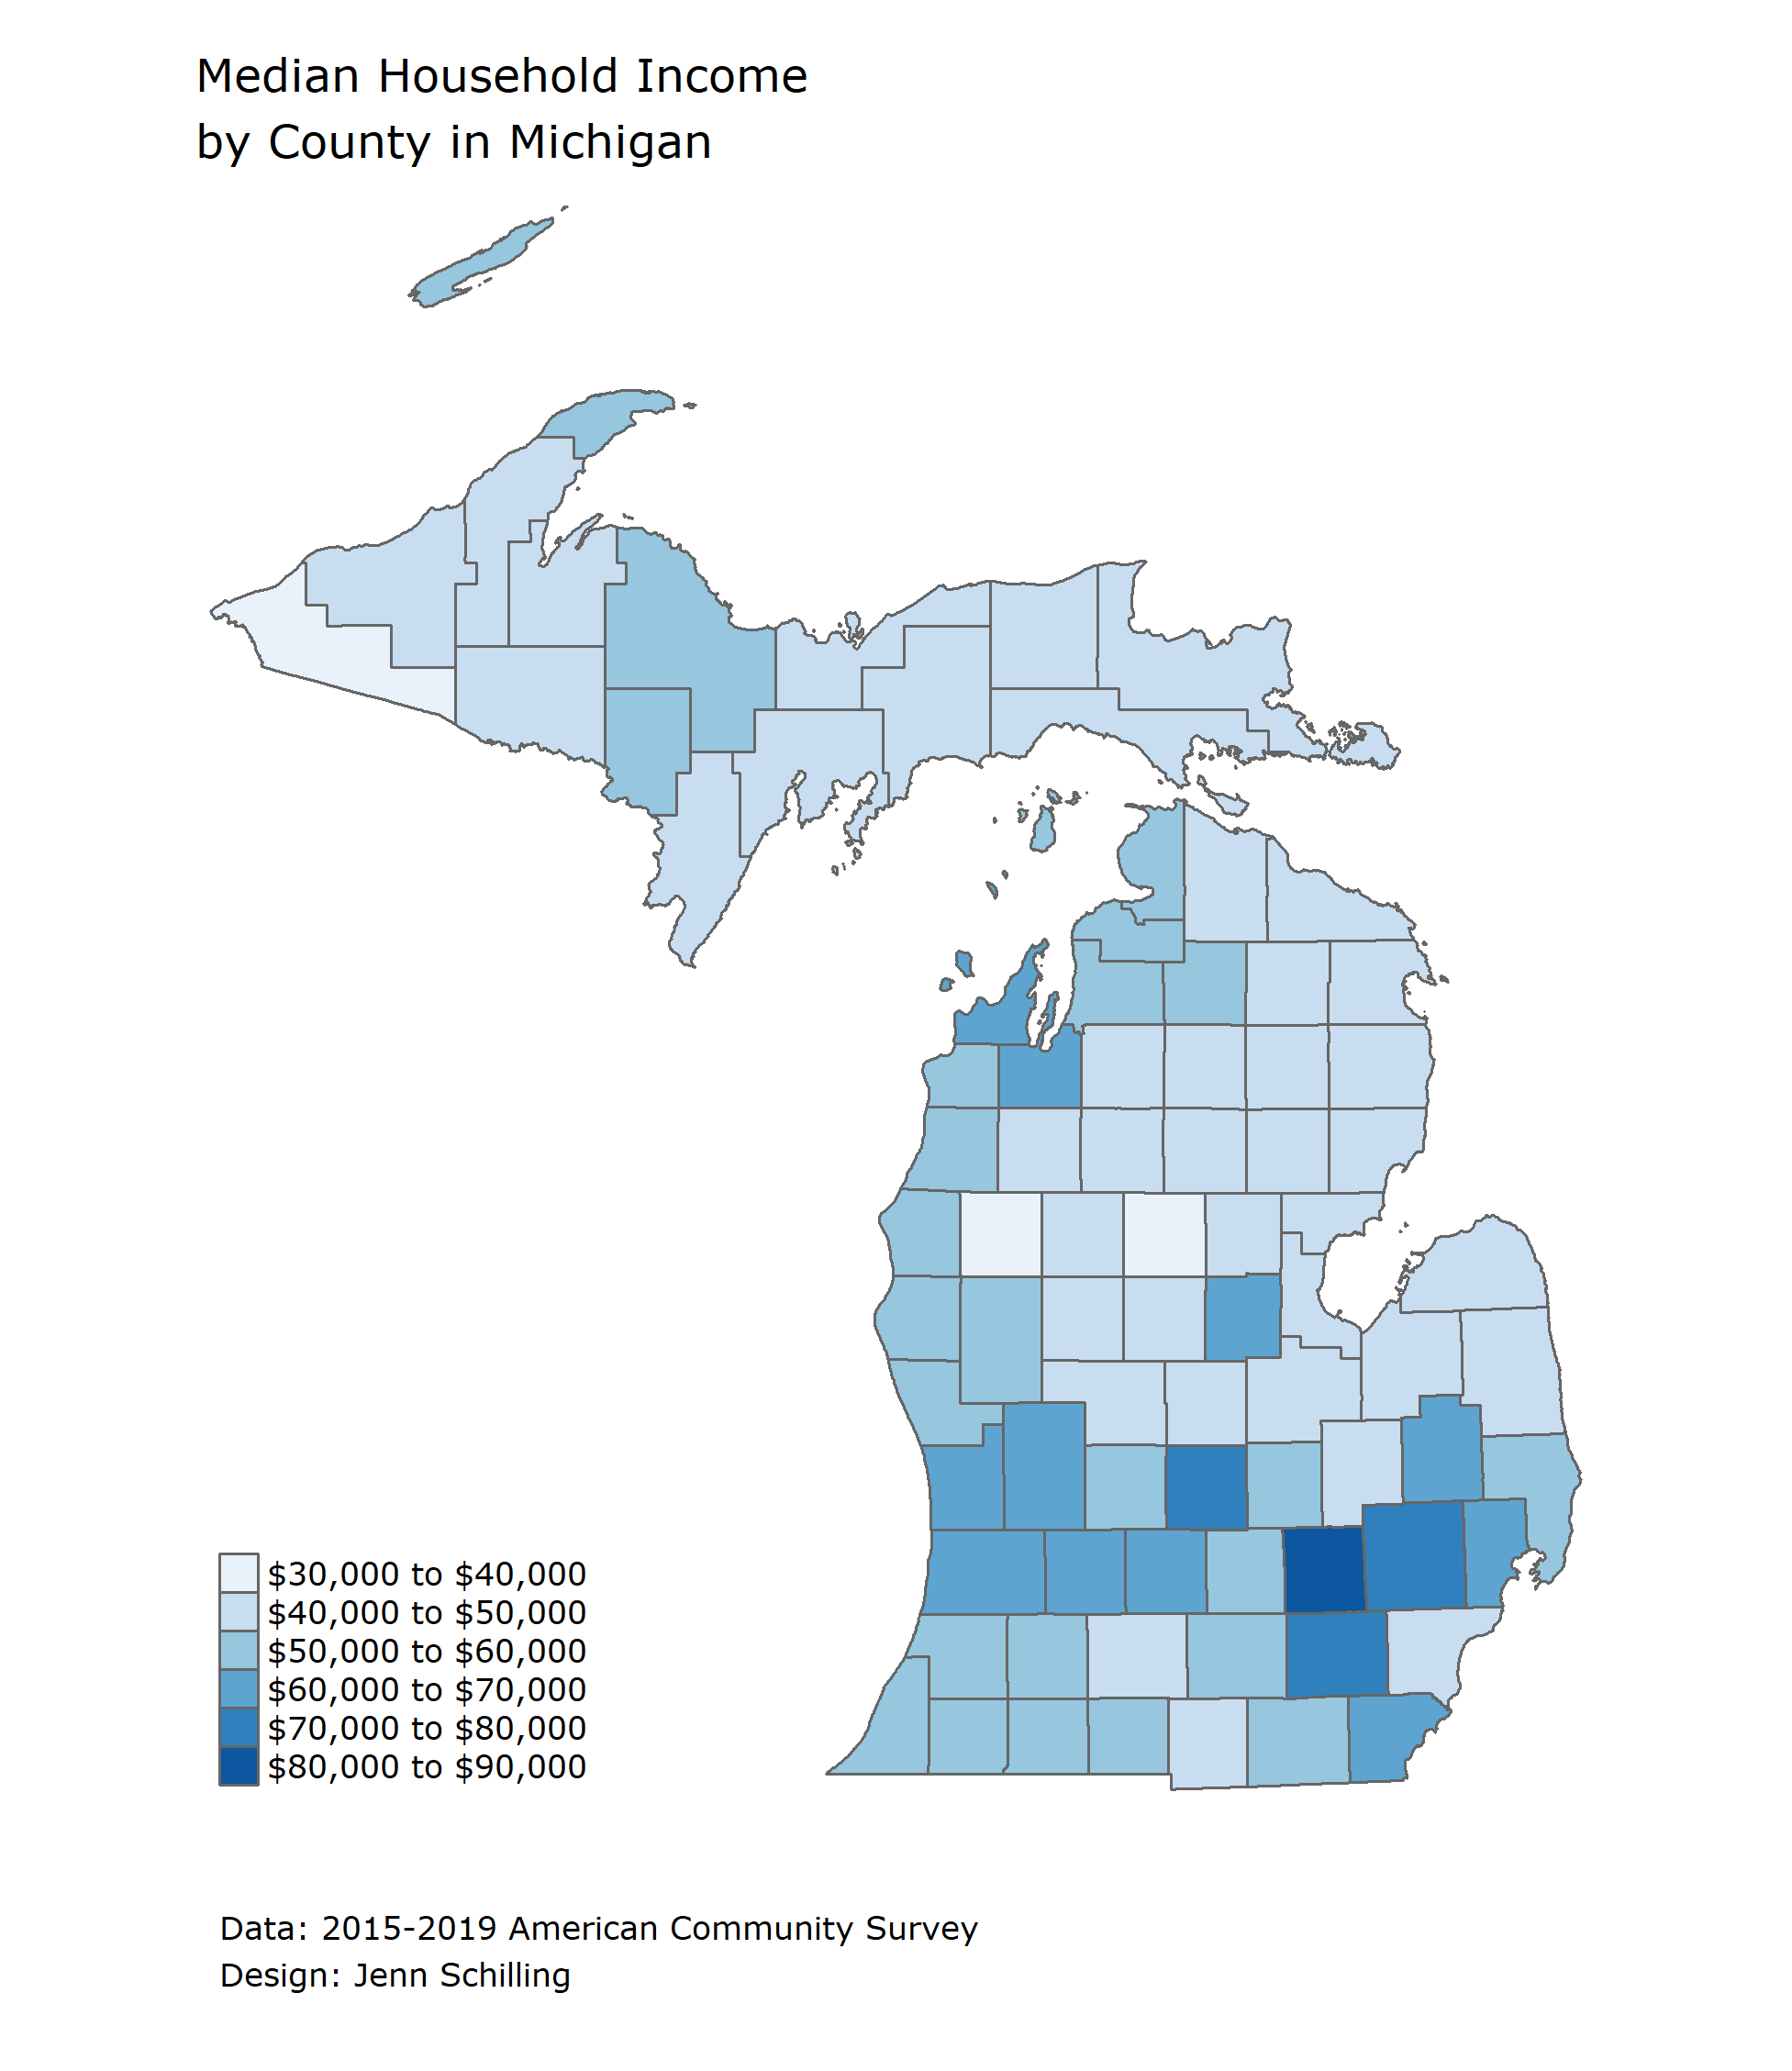 Median Household Income
by County in Michigan
$30,000 to $40,000
$40,000 to $50,000
$50,000 to $60,000
$60,000 to $70,000
$70,000 to $80,000
$80,000 to $90,000
Data: 2015-2019 American Community Survey
Design: Jenn Schilling